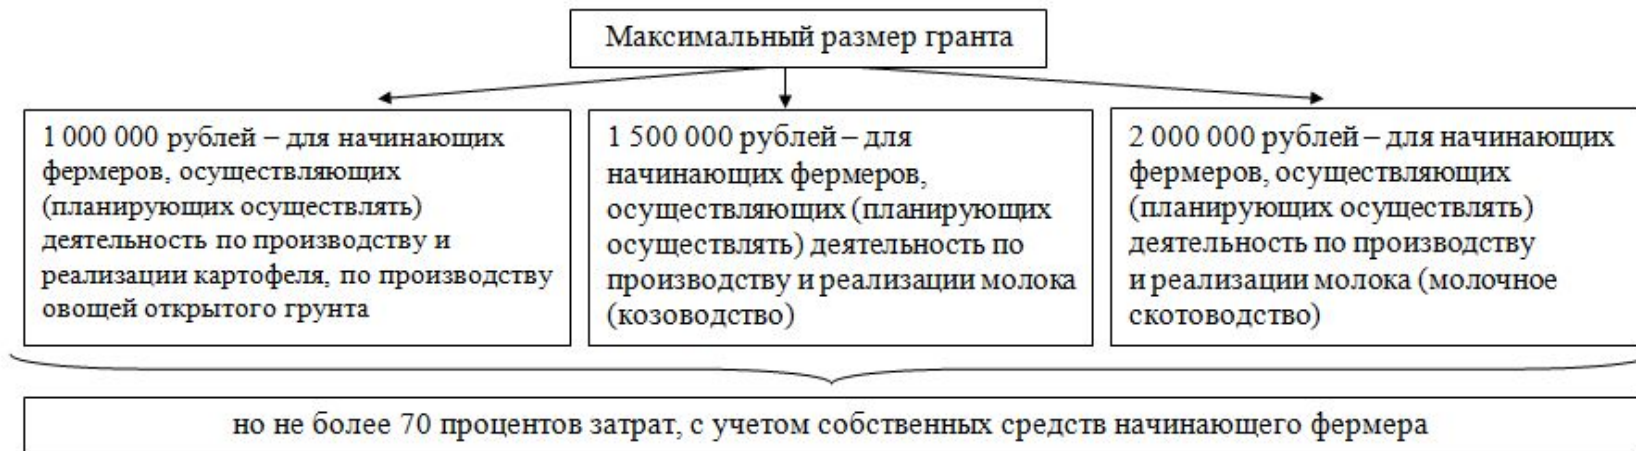 Максимальный размер гранта
1 000 000 рублей – для начинающих
фермеров, осуществляющих
(планирующих осуществлять)
деятельность по производству и
реализации картофеля, по производству
овощей открытого грунта
1 500 000 рублей – для
начинающих фермеров,
осуществляющих (планирующих
осуществлять) деятельность по
производству и реализации молока
(козоводство)
2 000 000 рублей – для начинающих
фермеров, осуществляющих
(планирующих осуществлять)
деятельность по производству
и реализации молока (молочное
скотоводство)
но не более 70 процентов затрат, с учетом собственных средств начинающего фермера